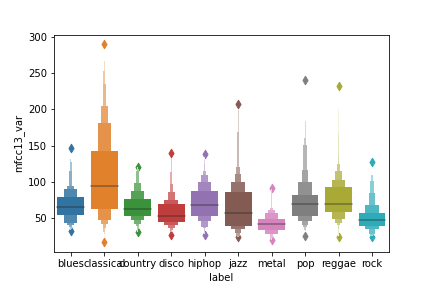 300
250
200
150
100
50
mfcc13_var
blues classical country disco hiphop jazz metal pop reggae rock
label